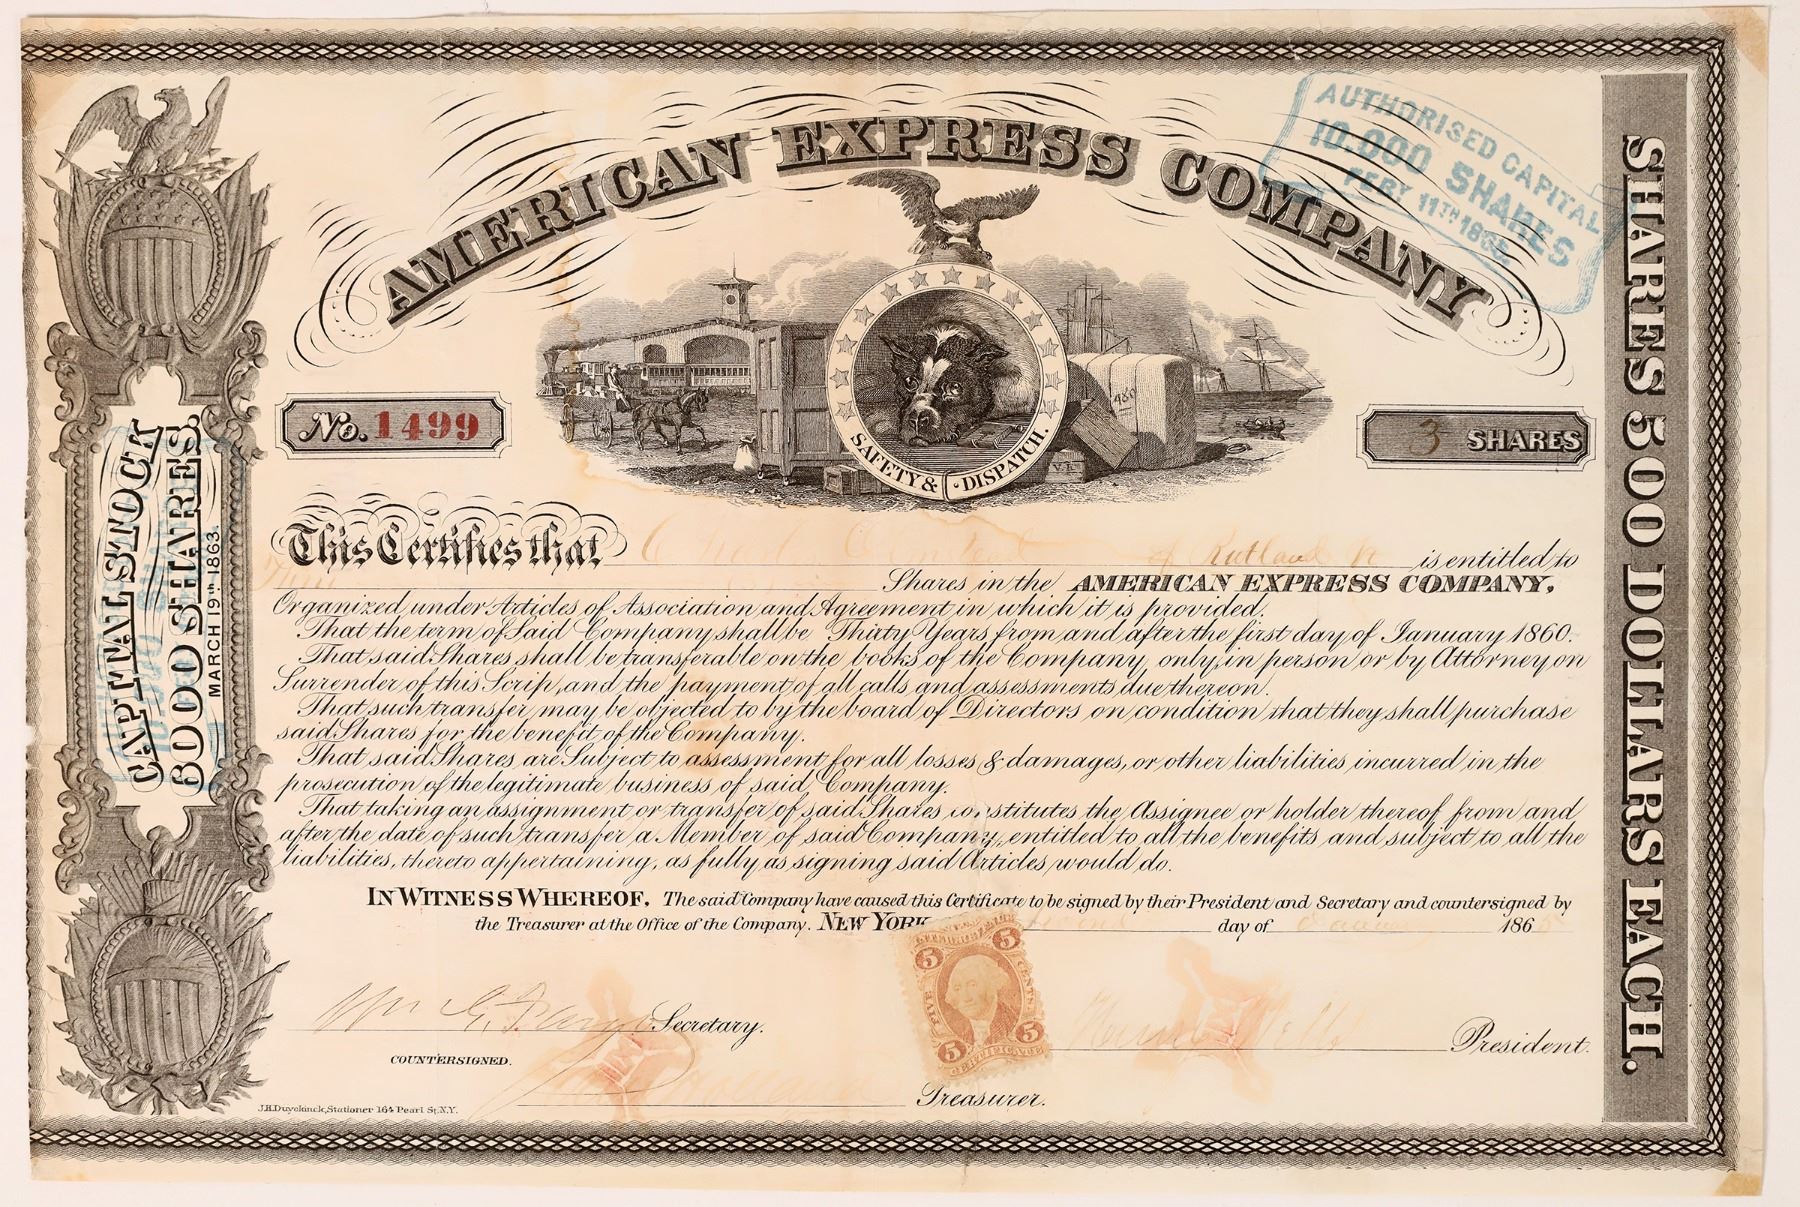 AMERICAN EXPRESS COMPANY
AUTHORISED CAPITAL
10.000 SHARES
FEBY 11TH 186
SAFETY & DISPATCH.
480
No. 1499
3 SHARES
This Certifies that of Rutland Vt is entitled to
Shares in the AMERICAN EXPRESS COMPANY,
Organized under Articles of Association and Agreement in which it is provided.
That the term of Said Company shall be Thirty Years from and after the first day of January 1860.
That said Shares shall be transferable on the books of the Company, only, in person or by Attorney on
Surrender of this Scrip, and the payment of all calls and assessments due thereon.
That such transfer may be objected to by the board of Directors on condition that they shall purchase
said Shares for the benefit of the Company.
That said Shares are Subject to assessment for all losses & damages, or other liabilities incurred in the
prosecution of the legitimate business of said Company.
That taking an assignment or transfer of said Shares constitutes the Assignee or holder thereof from and
after the date of such transfer a Member of said Company, entitled to all the benefits and subject to all the
liabilities, thereto appertaining, as fully as signing said Articles would do.
IN WITNESS WHEREOF. The said Company have caused this Certificate to be signed by their President and Secretary and countersigned by
the Treasurer at the Office of the Company. NEW YORK day of January 186
Wm G. Fargo Secretary.
Henry Wells President.
COUNTERSIGNED.
Treasurer.
J.H. Duyckinck, Stationer 164 Pearl St. N.Y.
5 5
FIVE CENTS
5 5
CERTIFICATE
CAPITAL STOCK
6000 SHARES.
MARCH 19th 1863.
SHARES 500 DOLLARS EACH.